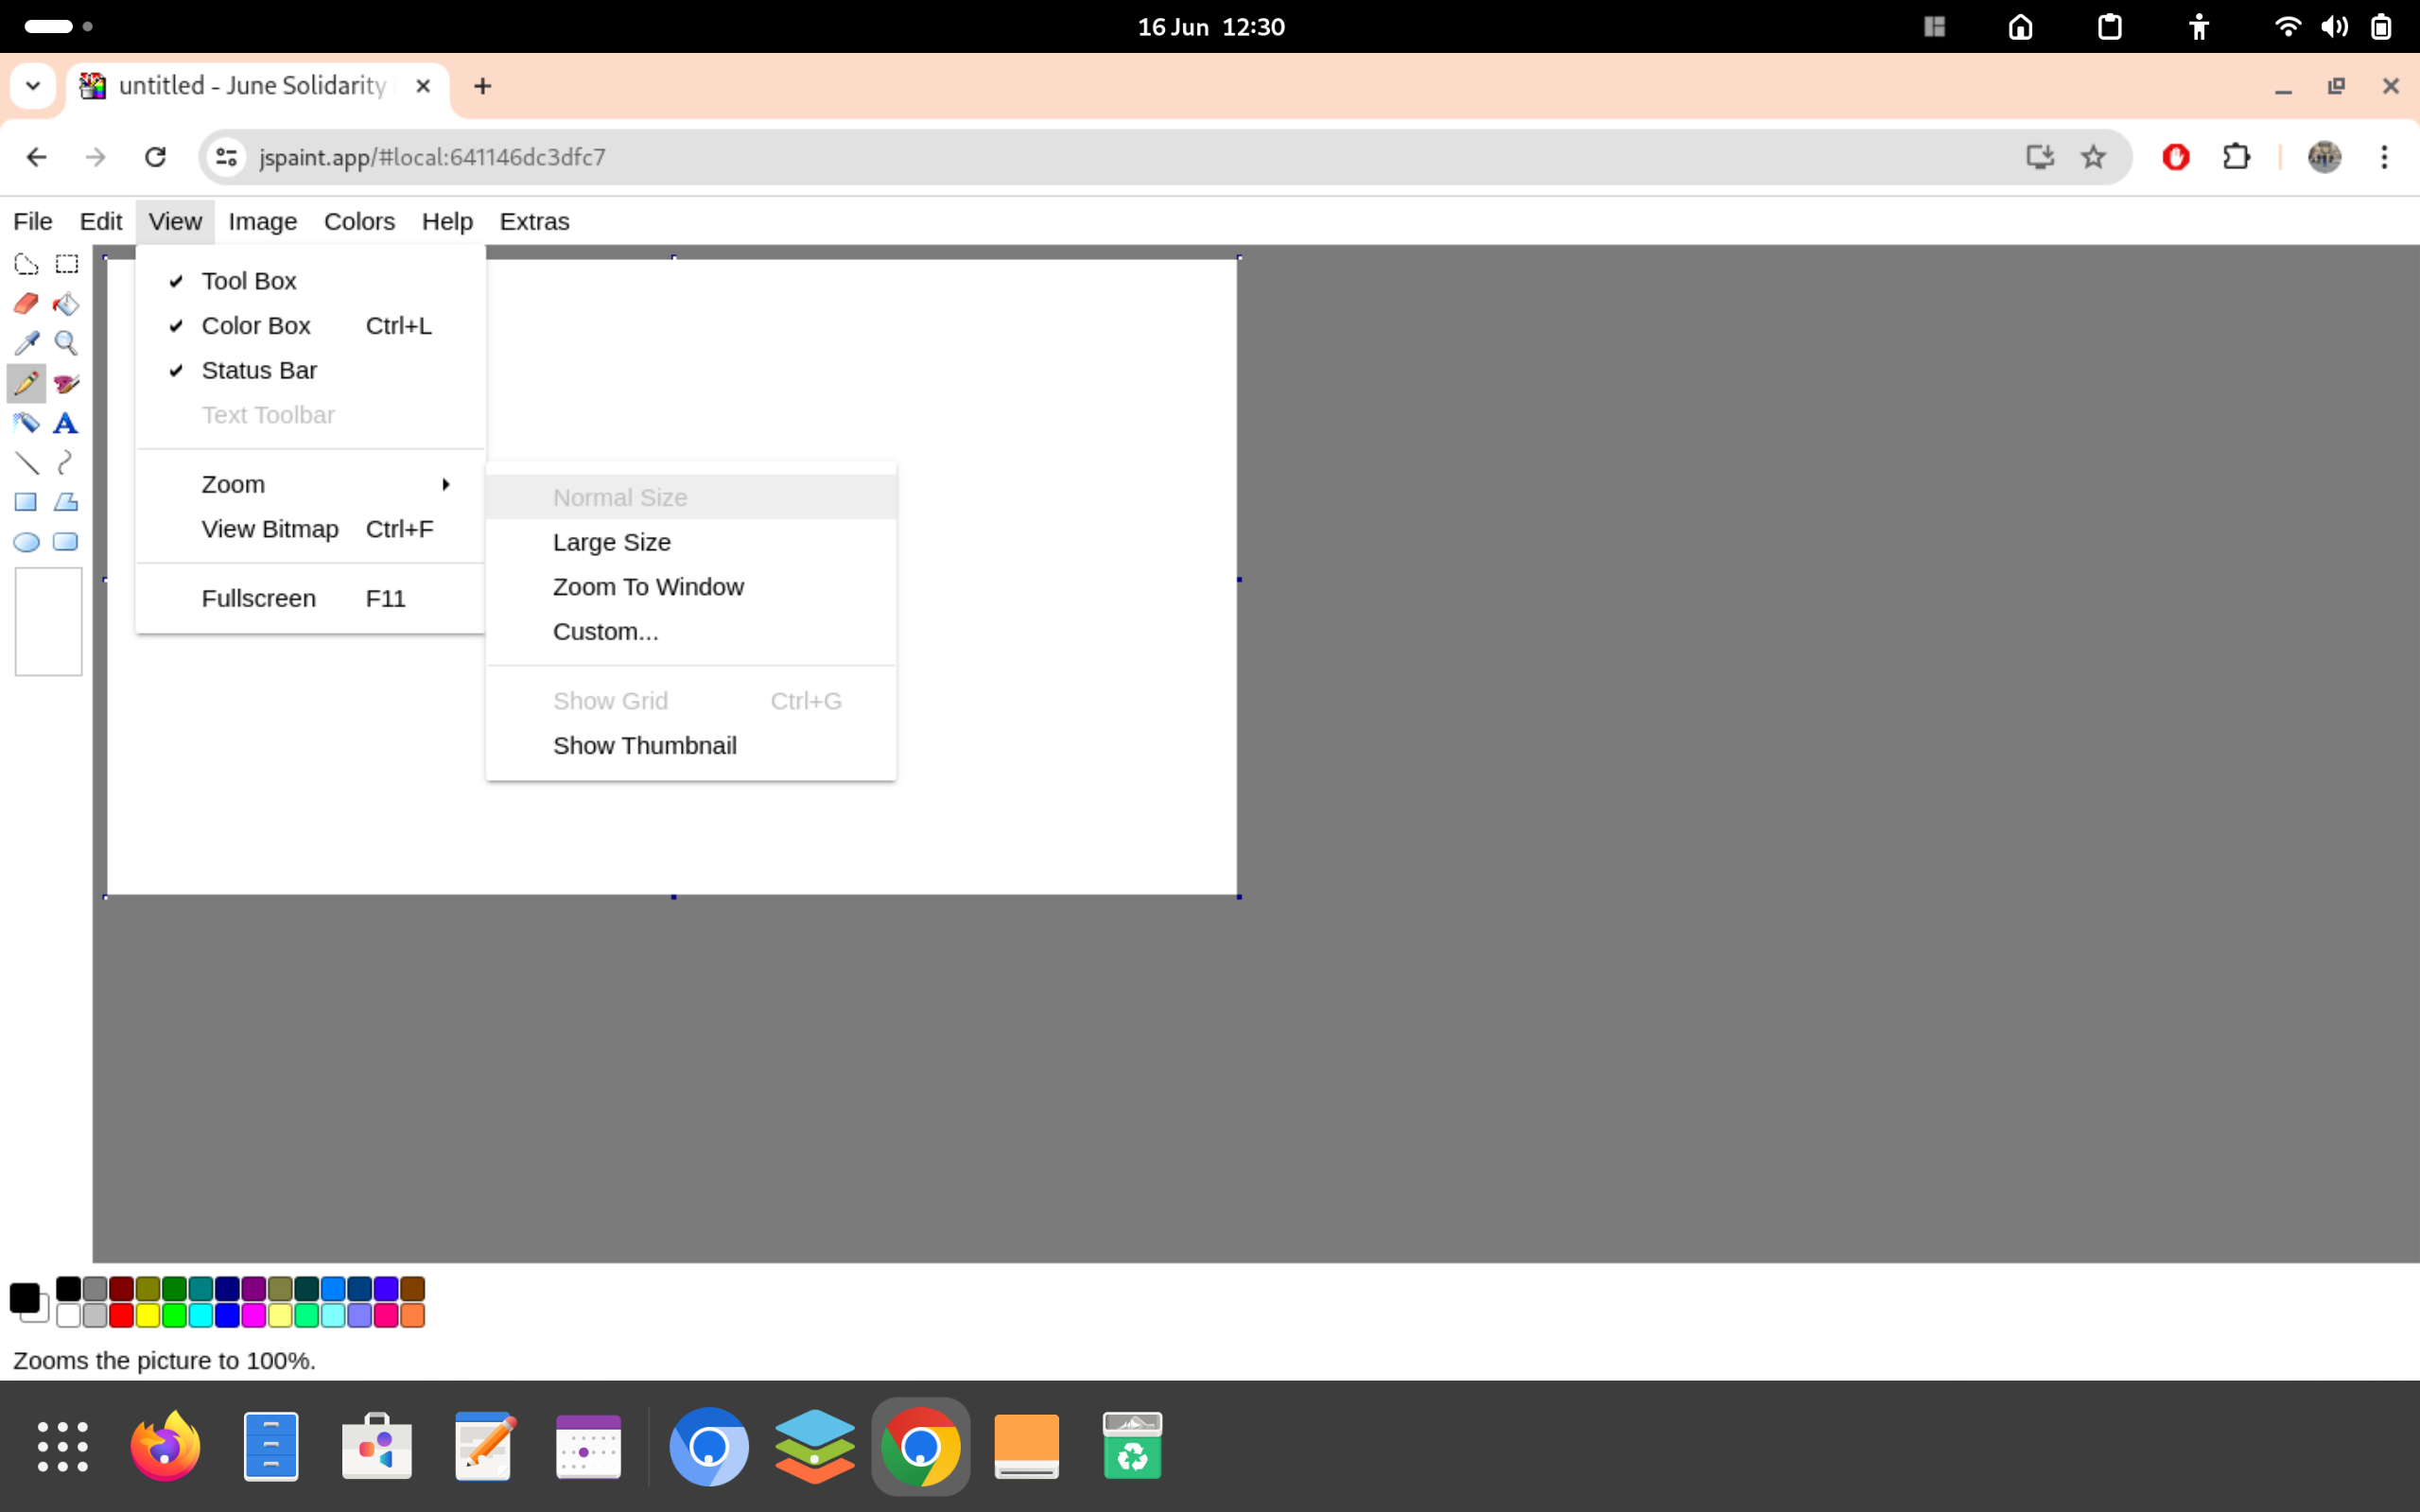 16 Jun 12:30
untitled - June Solidarity
jspaint.app/#local:641146dc3dfc7
File Edit View Image Colors Help Extras
Tool Box
Color Box Ctrl+L
Status Bar
Text Toolbar
Zoom
View Bitmap Ctrl+F
Fullscreen F11
Normal Size
Large Size
Zoom To Window
Custom...
Show Grid Ctrl+G
Show Thumbnail
Zooms the picture to 100%.